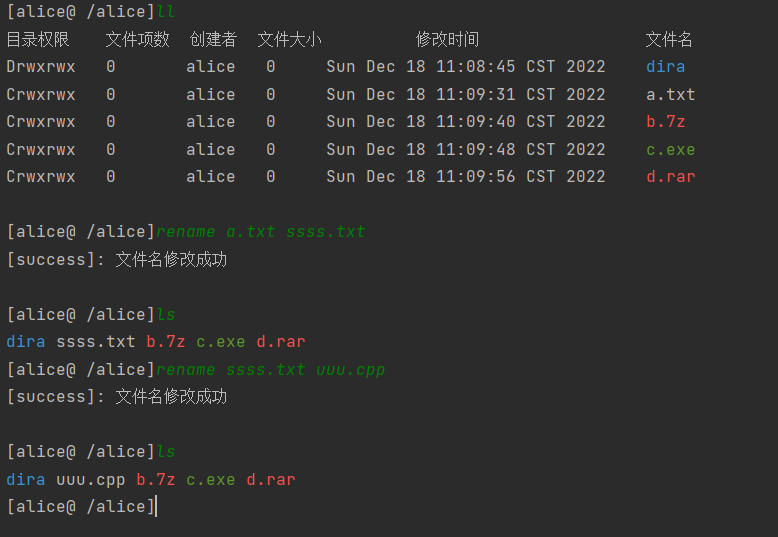 [alice@ /alice]ll
目录权限 文件项数 创建者 文件大小 修改时间 文件名
Drwxrwx 0 alice 0 Sun Dec 18 11:08:45 CST 2022 dira
Crwxrwx 0 alice 0 Sun Dec 18 11:09:31 CST 2022 a.txt
Crwxrwx 0 alice 0 Sun Dec 18 11:09:40 CST 2022 b.7z
Crwxrwx 0 alice 0 Sun Dec 18 11:09:48 CST 2022 c.exe
Crwxrwx 0 alice 0 Sun Dec 18 11:09:56 CST 2022 d.rar
[alice@ /alice]rename a.txt ssss.txt
[success]: 文件名修改成功
[alice@ /alice]ls
dira ssss.txt b.7z c.exe d.rar
[alice@ /alice]rename ssss.txt uuu.cpp
[success]: 文件名修改成功
[alice@ /alice]ls
dira uuu.cpp b.7z c.exe d.rar
[alice@ /alice]